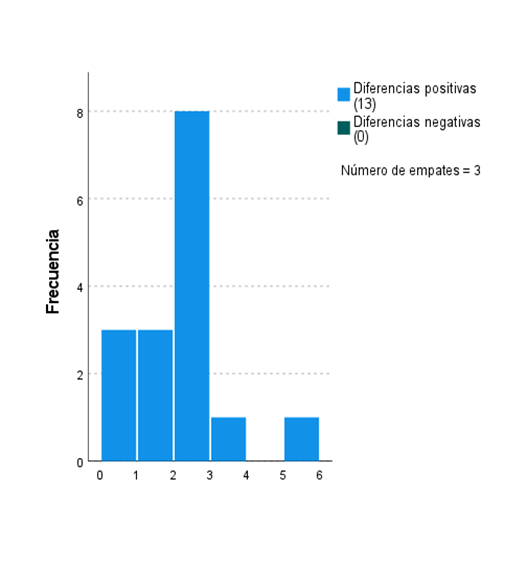 Diferencias positivas
(13)
Diferencias negativas
(0)
Número de empates = 3
Frecuencia
8
6
4
2
0
0 1 2 3 4 5 6